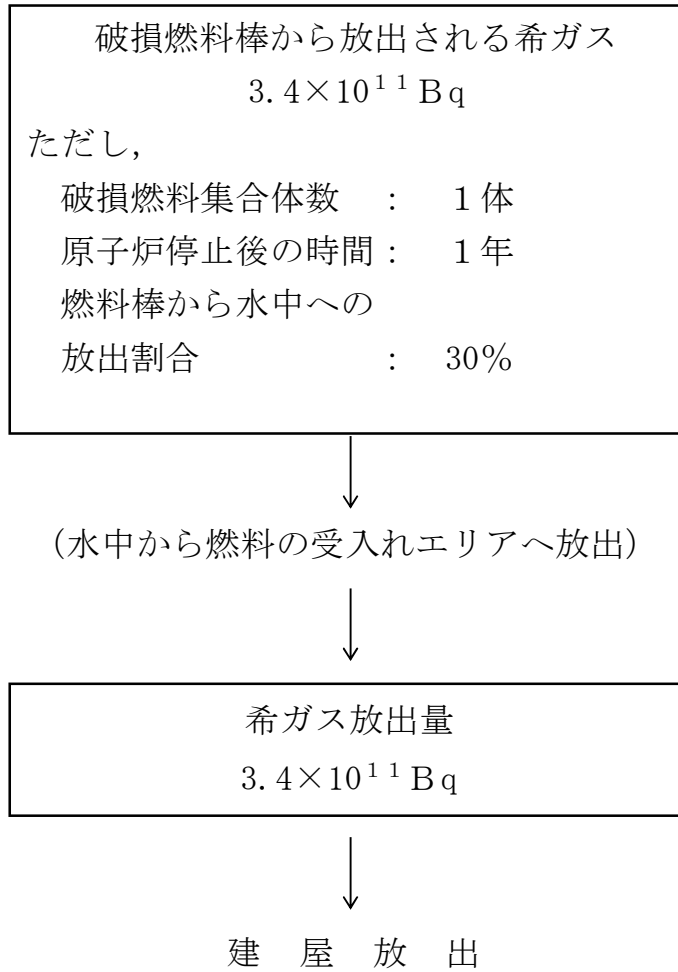 破損燃料棒から放出される希ガス
3.4×10¹¹Bq
ただし,
破損燃料集合体数 : 1体
原子炉停止後の時間: 1年
燃料棒から水中への
放出割合 : 30%
(水中から燃料の受入れエリアへ放出)
希ガス放出量
3.4×10¹¹Bq
建 屋 放 出